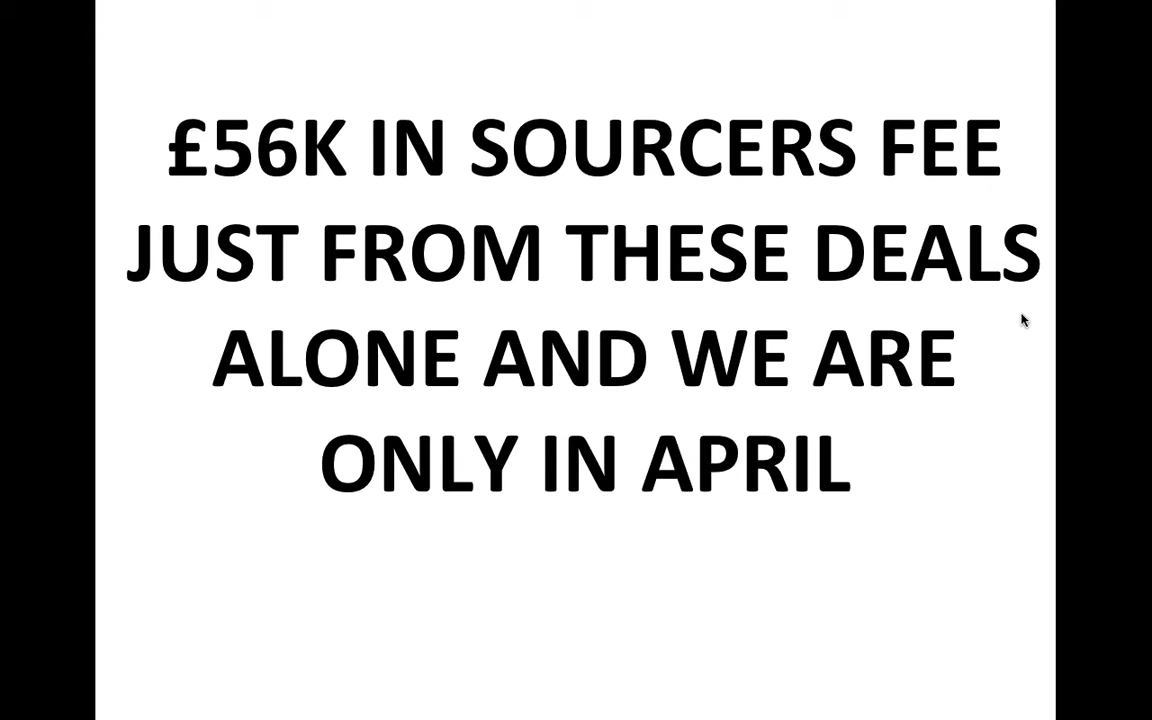 £56K IN SOURCERS FEE
JUST FROM THESE DEALS
ALONE AND WE ARE
ONLY IN APRIL